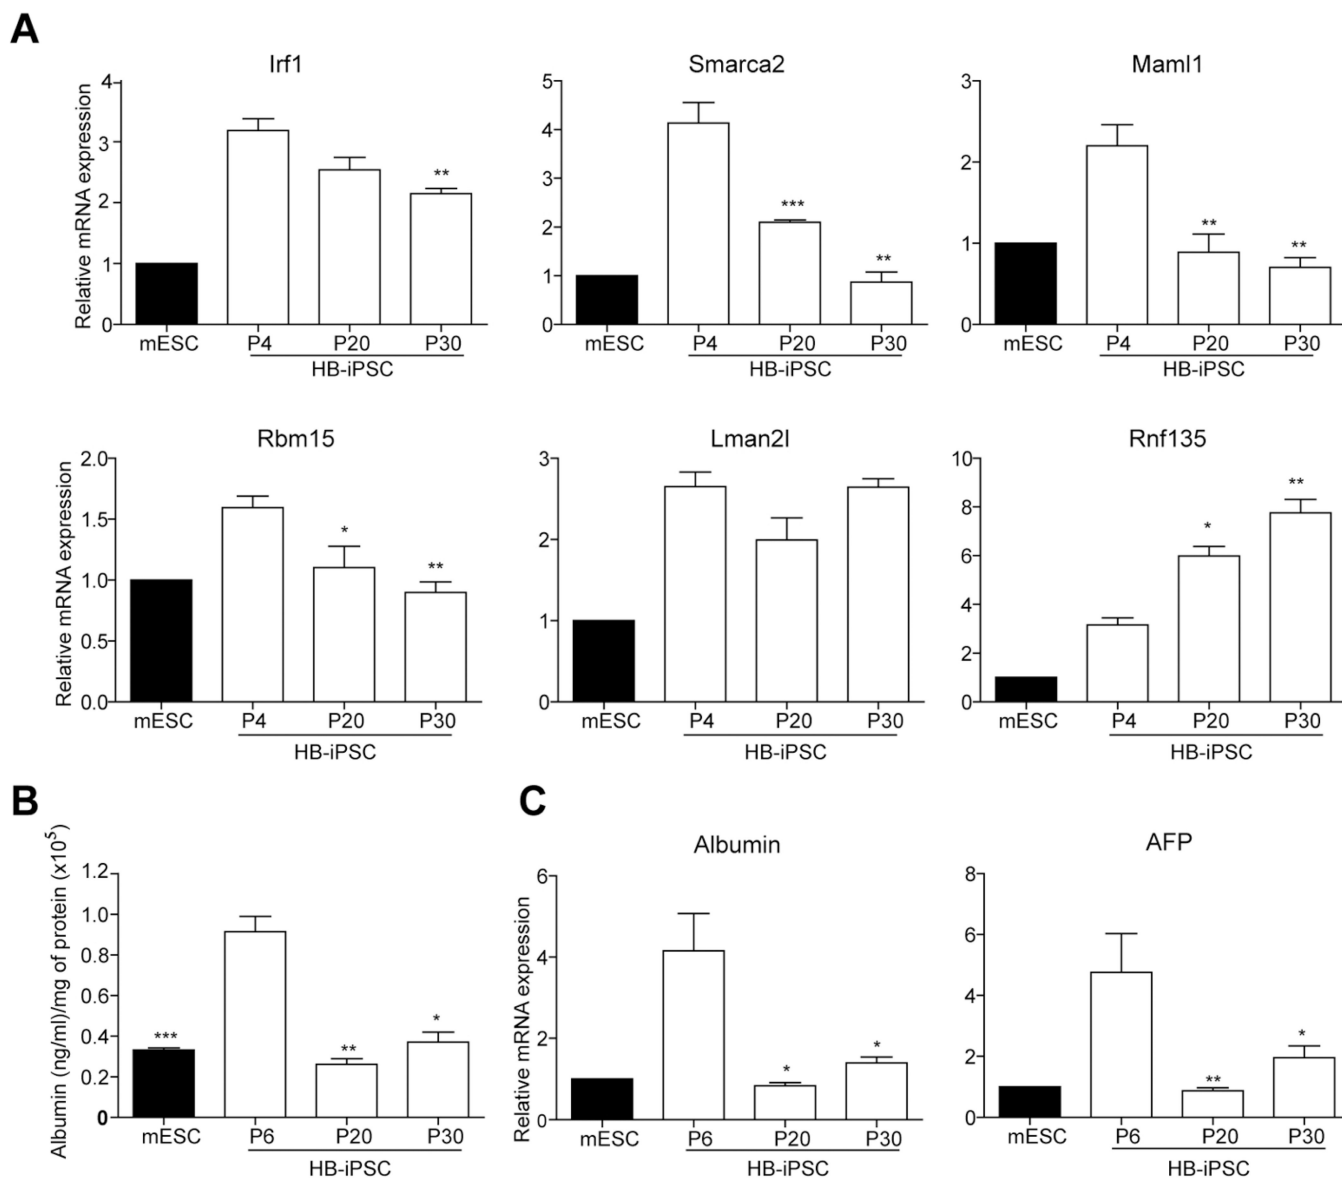 A
Irf1
Relative mRNA expression
4
3
2
1
0
mESC P4 P20 P30
HB-iPSC
**
Smarca2
5
4
3
2
1
0
mESC P4 P20 P30
HB-iPSC
***
**
Maml1
3
2
1
0
mESC P4 P20 P30
HB-iPSC
**
**
Rbm15
Relative mRNA expression
2.0
1.5
1.0
0.5
0.0
mESC P4 P20 P30
HB-iPSC
*
**
Lman2l
3
2
1
0
mESC P4 P20 P30
HB-iPSC
Rnf135
10
8
6
4
2
0
mESC P4 P20 P30
HB-iPSC
*
**
B
Albumin (ng/ml)/mg of protein (x10⁵)
1.2
1.0
0.8
0.6
0.4
0.2
0
mESC P6 P20 P30
HB-iPSC
***
**
*
C
Albumin
Relative mRNA expression
6
4
2
0
mESC P6 P20 P30
HB-iPSC
*
*
AFP
8
6
4
2
0
mESC P6 P20 P30
HB-iPSC
**
*